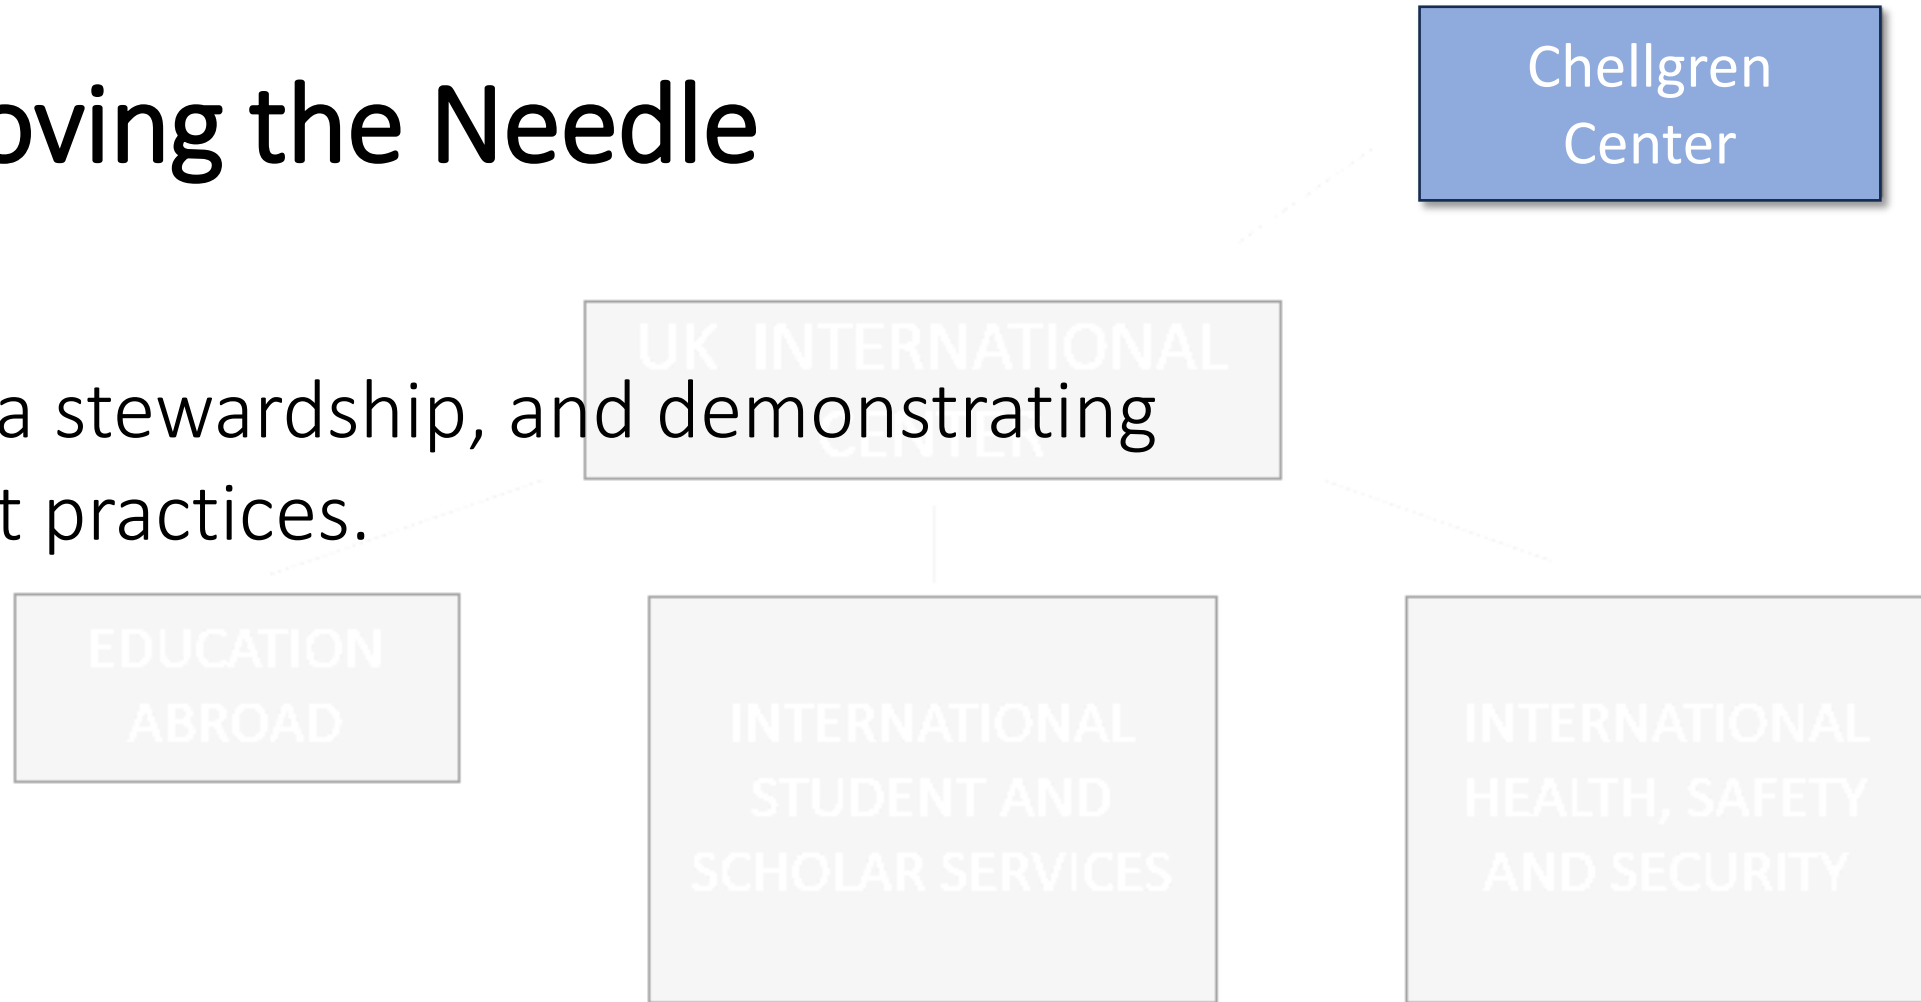 oving the Needle
Chellgren
Center
UK INTERNATIONAL
CENTER
a stewardship, and demonstrating
t practices.
EDUCATION
ABROAD
INTERNATIONAL
STUDENT AND
SCHOLAR SERVICES
INTERNATIONAL
HEALTH, SAFETY
AND SECURITY